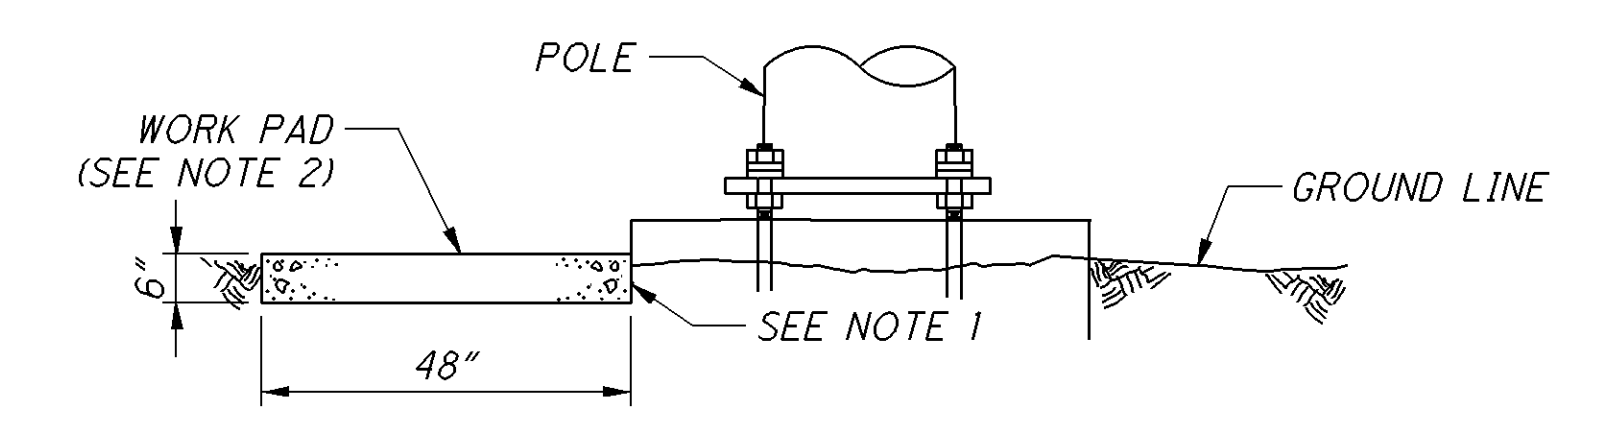 POLE
WORK PAD
(SEE NOTE 2)
GROUND LINE
6"
SEE NOTE 1
48"